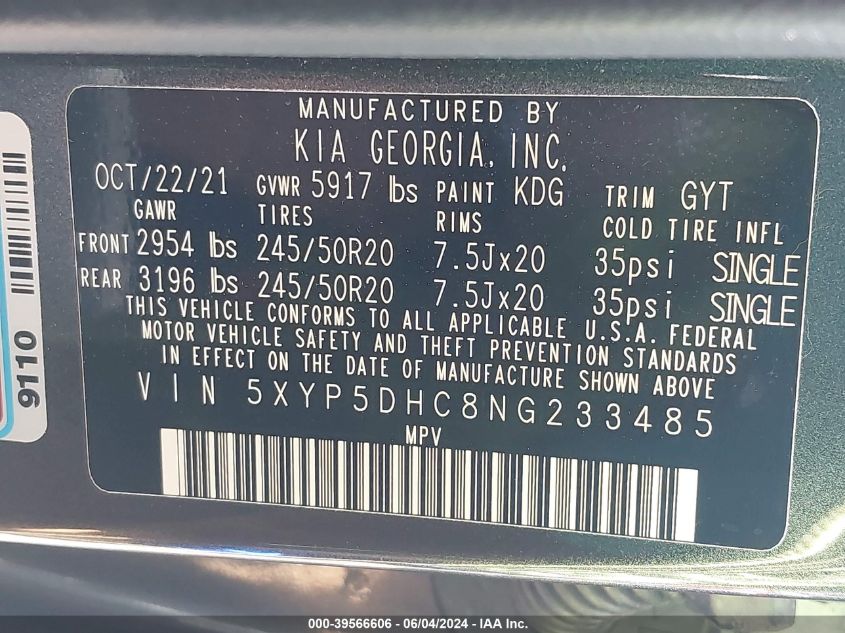 MANUFACTURED BY
KIA GEORGIA, INC.
OCT/22/21 GVWR 5917 lbs PAINT KDG TRIM GYT
GAWR TIRES RIMS COLD TIRE INFL
FRONT 2954 lbs 245/50R20 7.5Jx20 35psi SINGLE
REAR 3196 lbs 245/50R20 7.5Jx20 35psi SINGLE
THIS VEHICLE CONFORMS TO ALL APPLICABLE U.S.A. FEDERAL
MOTOR VEHICLE SAFETY AND THEFT PREVENTION STANDARDS
IN EFFECT ON THE DATE OF MANUFACTURE SHOWN ABOVE
VIN 5XYP5DHC8NG233485
MPV
9110
000-39566606 - 06/04/2024 - IAA Inc.